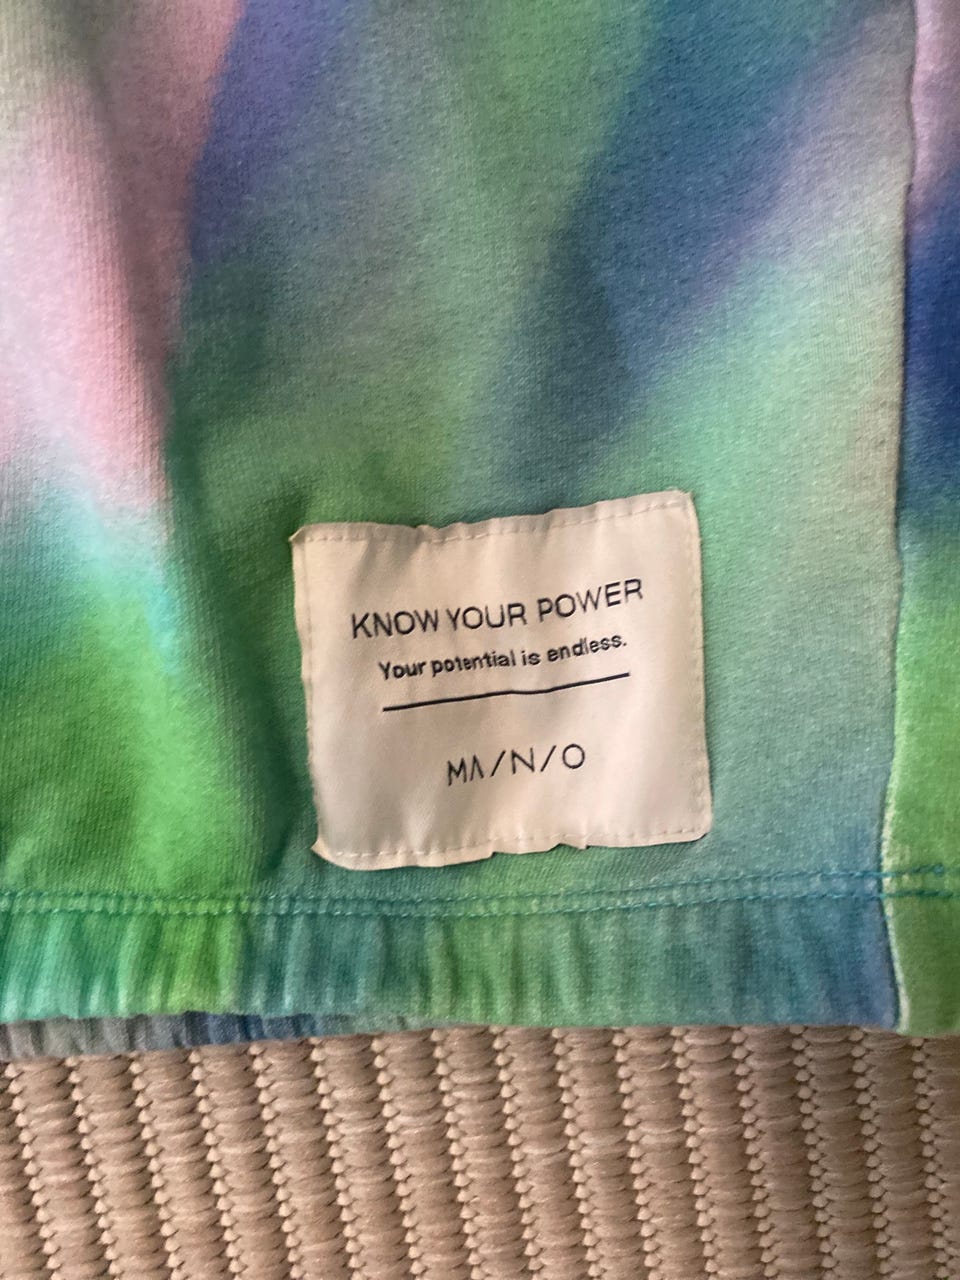 KNOW YOUR POWER
Your potential is endless.
MΛ/N/O